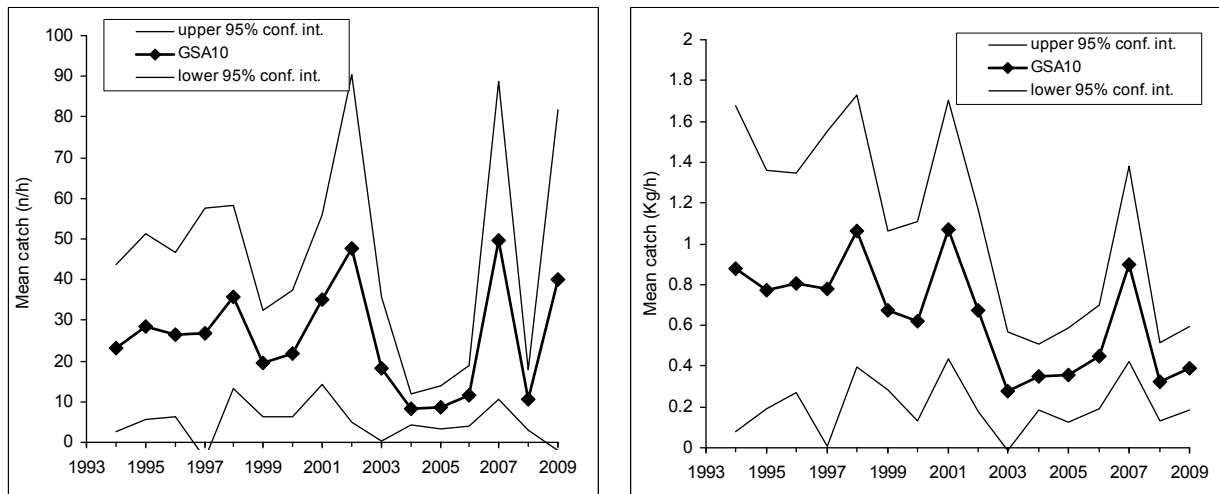 upper 95% conf. int.
GSA10
lower 95% conf. int.
Mean catch (n/h)
100
90
80
70
60
50
40
30
20
10
0
1993 1995 1997 1999 2001 2003 2005 2007 2009
upper 95% conf. int.
GSA10
lower 95% conf. int.
Mean catch (Kg/h)
2
1.8
1.6
1.4
1.2
1
0.8
0.6
0.4
0.2
0
1993 1995 1997 1999 2001 2003 2005 2007 2009